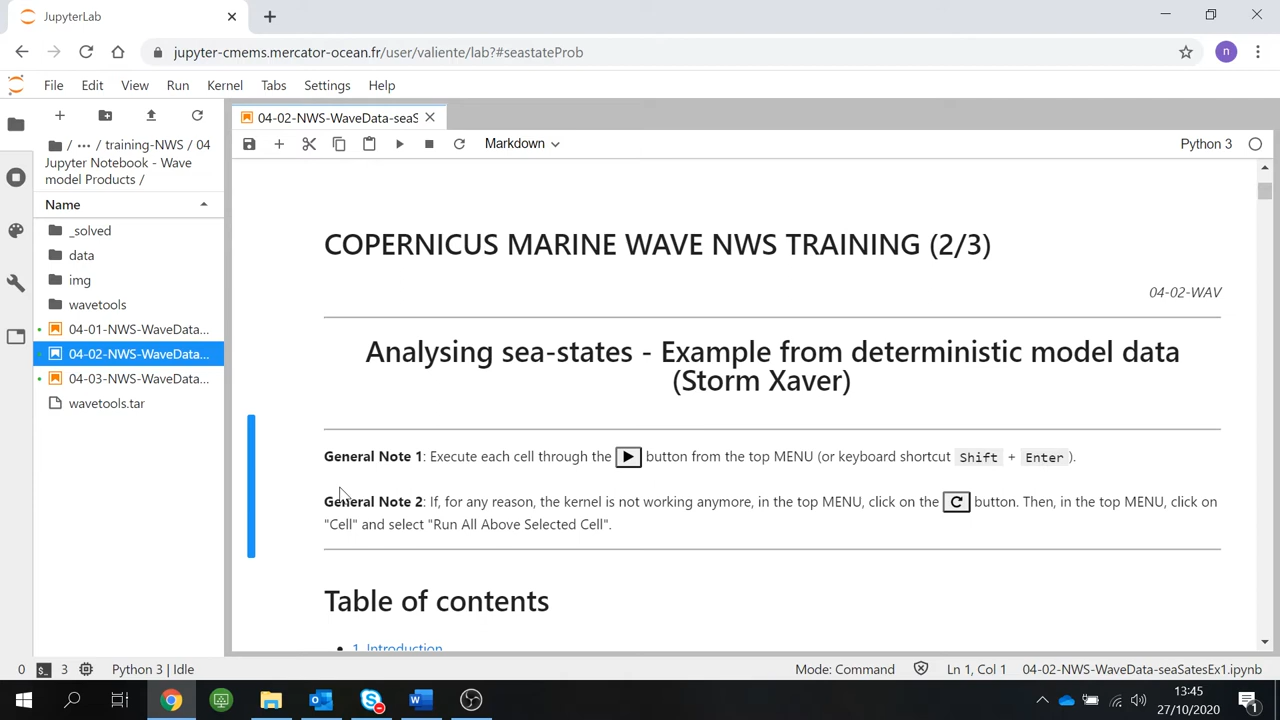 JupyterLab
jupyter-cmems.mercator-ocean.fr/user/valiente/lab?#seastateProb
n
File Edit View Run Kernel Tabs Settings Help
04-02-NWS-WaveData-seaS
Markdown
Python 3
/ ··· / training-NWS / 04
Jupyter Notebook - Wave
model Products /
Name
_solved
data
img
wavetools
04-01-NWS-WaveData...
04-02-NWS-WaveData...
04-03-NWS-WaveData...
wavetools.tar
COPERNICUS MARINE WAVE NWS TRAINING (2/3)
04-02-WAV
Analysing sea-states - Example from deterministic model data
(Storm Xaver)
General Note 1: Execute each cell through the button from the top MENU (or keyboard shortcut Shift + Enter ).
General Note 2: If, for any reason, the kernel is not working anymore, in the top MENU, click on the button. Then, in the top MENU, click on
"Cell" and select "Run All Above Selected Cell".
Table of contents
1. Introduction
0 3 Python 3 | Idle
Mode: Command Ln 1, Col 1 04-02-NWS-WaveData-seaSatesEx1.ipynb
13:45
27/10/2020
1